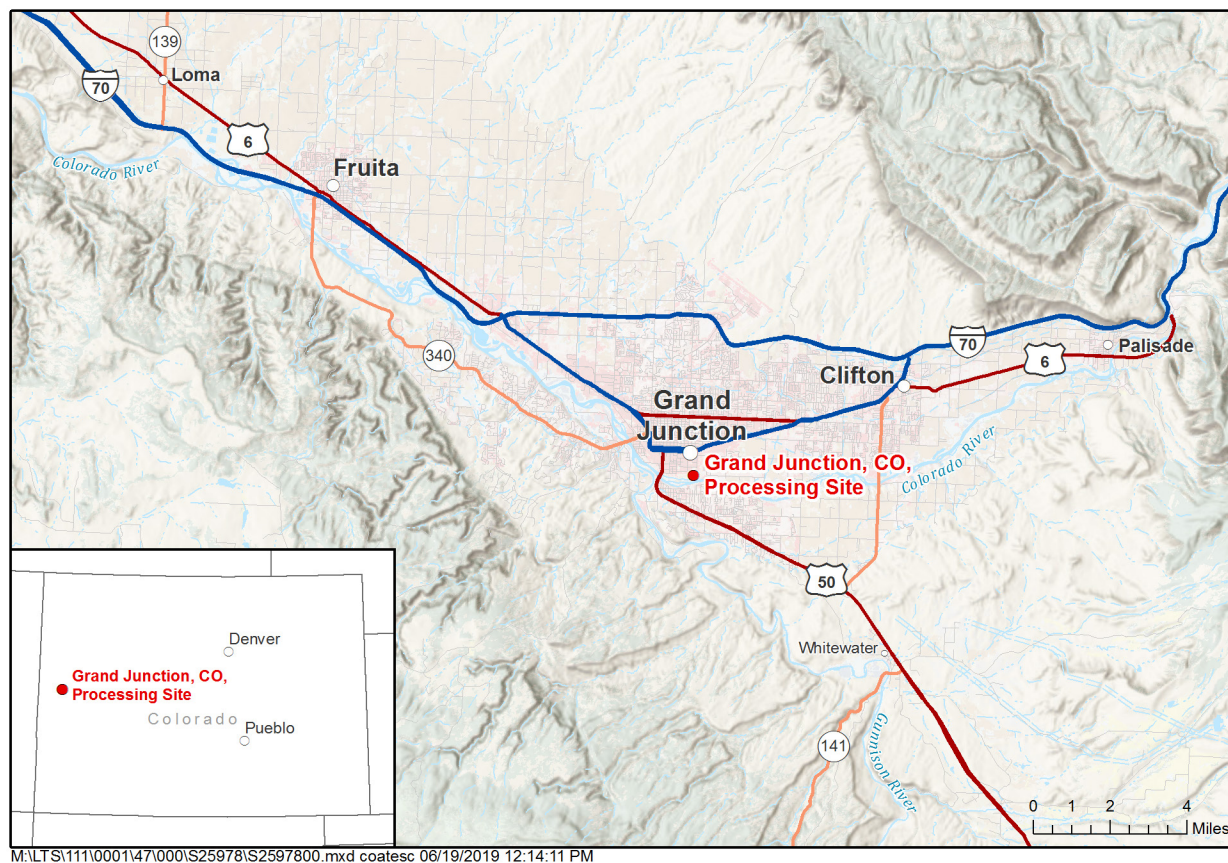 139
Loma
70
6
Colorado River
Fruita
340
70
6
Palisade
Clifton
Grand
Junction
Grand Junction, CO,
Processing Site
Colorado River
50
Whitewater
141
Gunnison River
Denver
Grand Junction, CO,
Processing Site
Colorado
Pueblo
0 1 2 4
Miles
M:\LTS\111\0001\47\000\S25978\S2597800.mxd coatesc 06/19/2019 12:14:11 PM